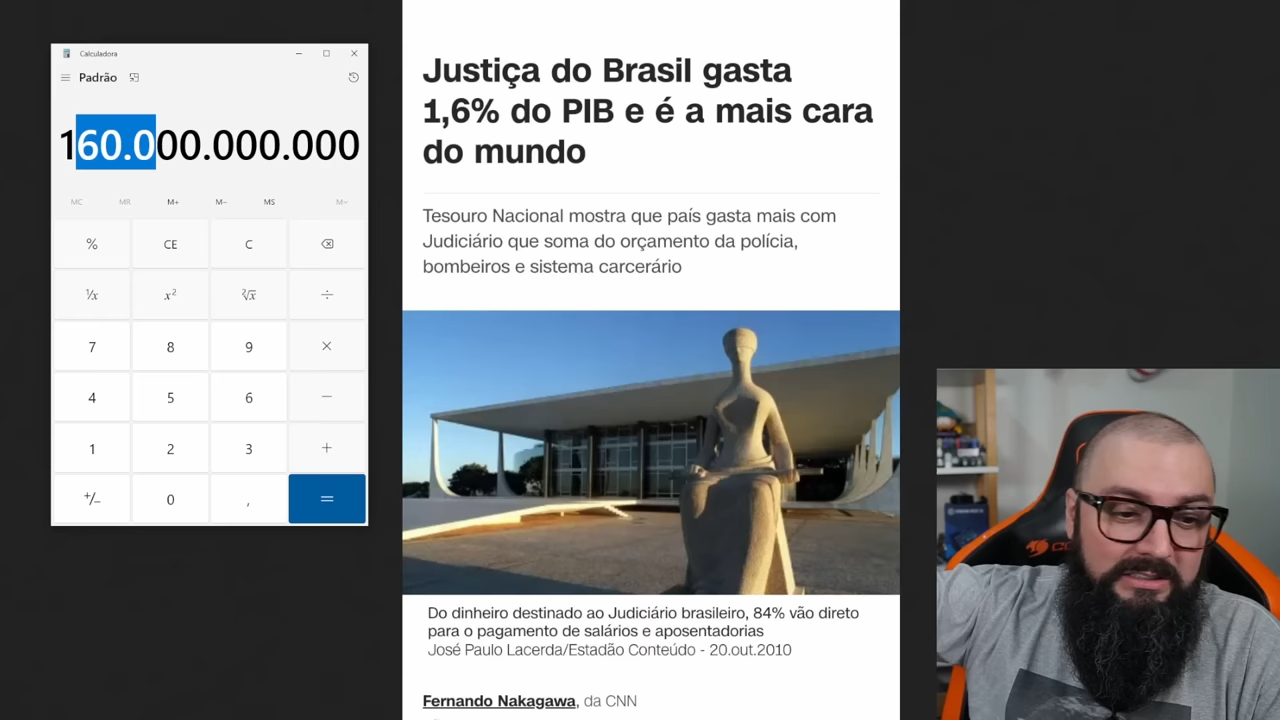 Calculadora
Padrão
160.000.000.000
MC MR M+ M− MS M~
% CE C
¹/x x² ²√x ÷
7 8 9 ×
4 5 6 −
1 2 3 +
+/− 0 , =
Justiça do Brasil gasta
1,6% do PIB e é a mais cara
do mundo
Tesouro Nacional mostra que país gasta mais com
Judiciário que soma do orçamento da polícia,
bombeiros e sistema carcerário
Do dinheiro destinado ao Judiciário brasileiro, 84% vão direto
para o pagamento de salários e aposentadorias
José Paulo Lacerda/Estadão Conteúdo - 20.out.2010
Fernando Nakagawa, da CNN